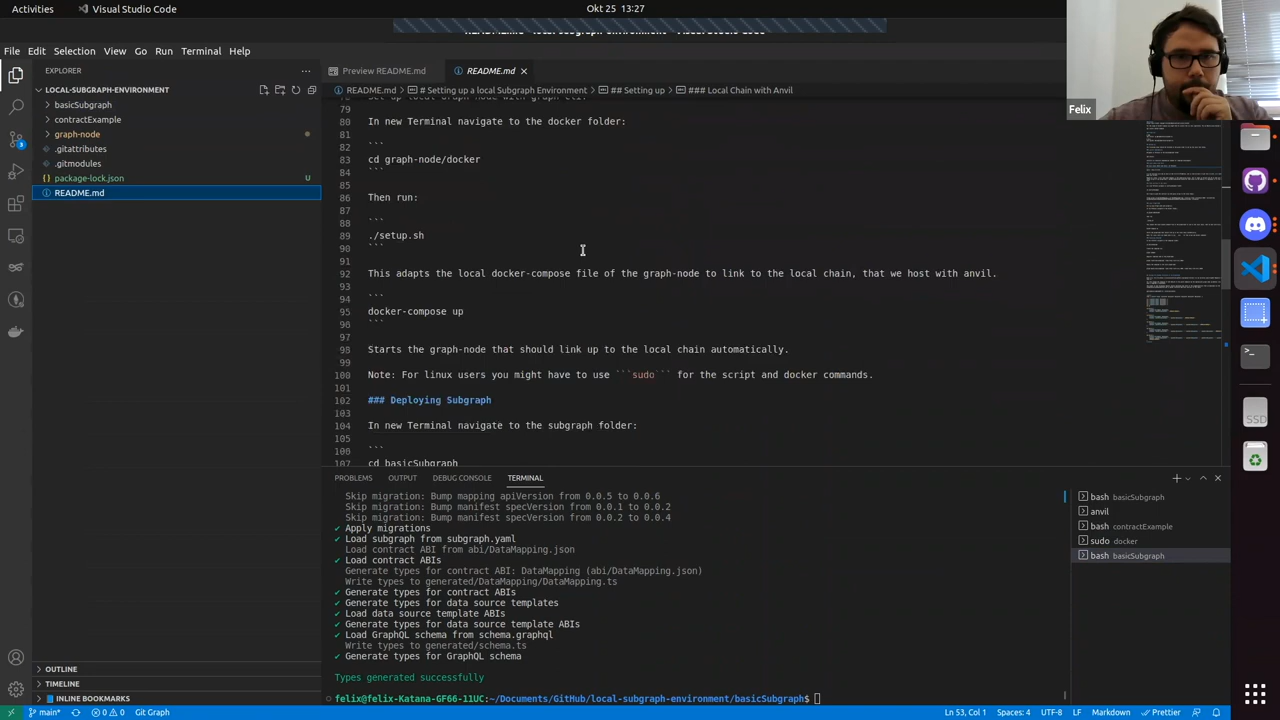 Activities
Visual Studio Code
Okt 25 13:27
File Edit Selection View Go Run Terminal Help
Felix
EXPLORER
LOCAL-SUBGRAPH-ENVIRONMENT
basicSubgraph
contractExample
graph-node
.gitattributes
.gitmodules
package-lock.json U
README.md
OUTLINE
TIMELINE
INLINE BOOKMARKS
Preview README.md
README.md
README.md > # Setting up a local Subgraph Environment > ## Setting up > ### Local Chain with Anvil
79
80 In new Terminal navigate to the docker folder:
81
82 ```
83 cd graph-node/docker
84 ```
85
86 Then run:
87
88 ```
89 ./setup.sh
90 ```
91
92 This adapts the local docker-compose file of the graph-node to link to the local chain, that we host with anvil.
93
94 ```
95 docker-compose up
96 ```
97
98 Starts the graph-node that should link up to the local chain automatically.
99
100 Note: For linux users you might have to use ```sudo``` for the script and docker commands.
101
102 ### Deploying Subgraph
103
104 In new Terminal navigate to the subgraph folder:
105
106 ```
107 cd basicSubgraph
PROBLEMS OUTPUT DEBUG CONSOLE TERMINAL
Skip migration: Bump mapping apiVersion from 0.0.5 to 0.0.6
Skip migration: Bump manifest specVersion from 0.0.1 to 0.0.2
Skip migration: Bump manifest specVersion from 0.0.2 to 0.0.4
✔ Apply migrations
✔ Load subgraph from subgraph.yaml
Load contract ABI from abi/DataMapping.json
✔ Load contract ABIs
Generate types for contract ABI: DataMapping (abi/DataMapping.json)
Write types to generated/DataMapping/DataMapping.ts
✔ Generate types for contract ABIs
✔ Generate types for data source templates
✔ Load data source template ABIs
✔ Generate types for data source template ABIs
✔ Load GraphQL schema from schema.graphql
Write types to generated/schema.ts
✔ Generate types for GraphQL schema
Types generated successfully
felix@felix-Katana-GF66-11UC:~/Documents/GitHub/local-subgraph-environment/basicSubgraph$
bash basicSubgraph
anvil
bash contractExample
sudo docker
bash basicSubgraph
SSD
main*
0 0
Git Graph
Ln 53, Col 1
Spaces: 4
UTF-8
LF
Markdown
Prettier